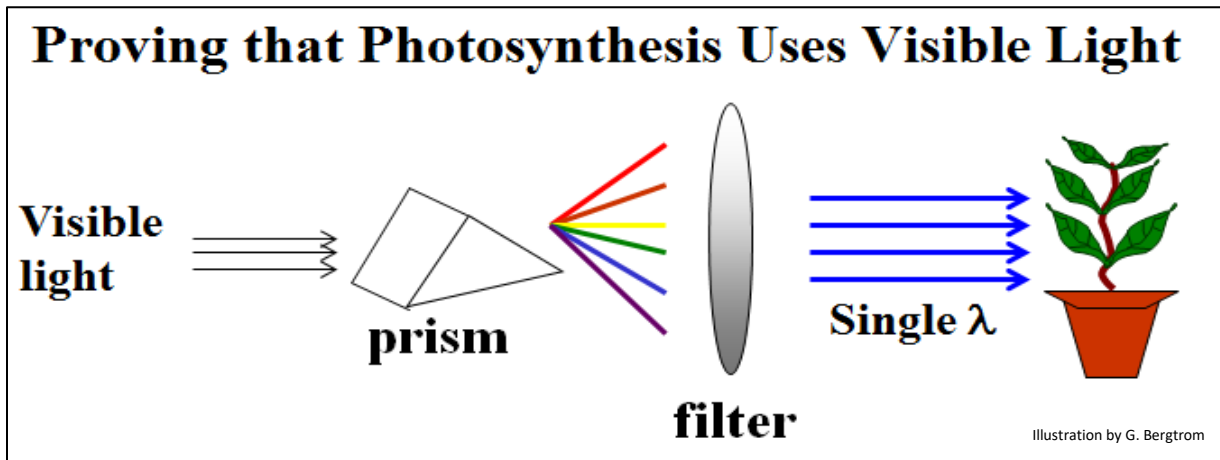 Proving that Photosynthesis Uses Visible Light
Visible
light
prism
filter
Single λ
Illustration by G. Bergtrom